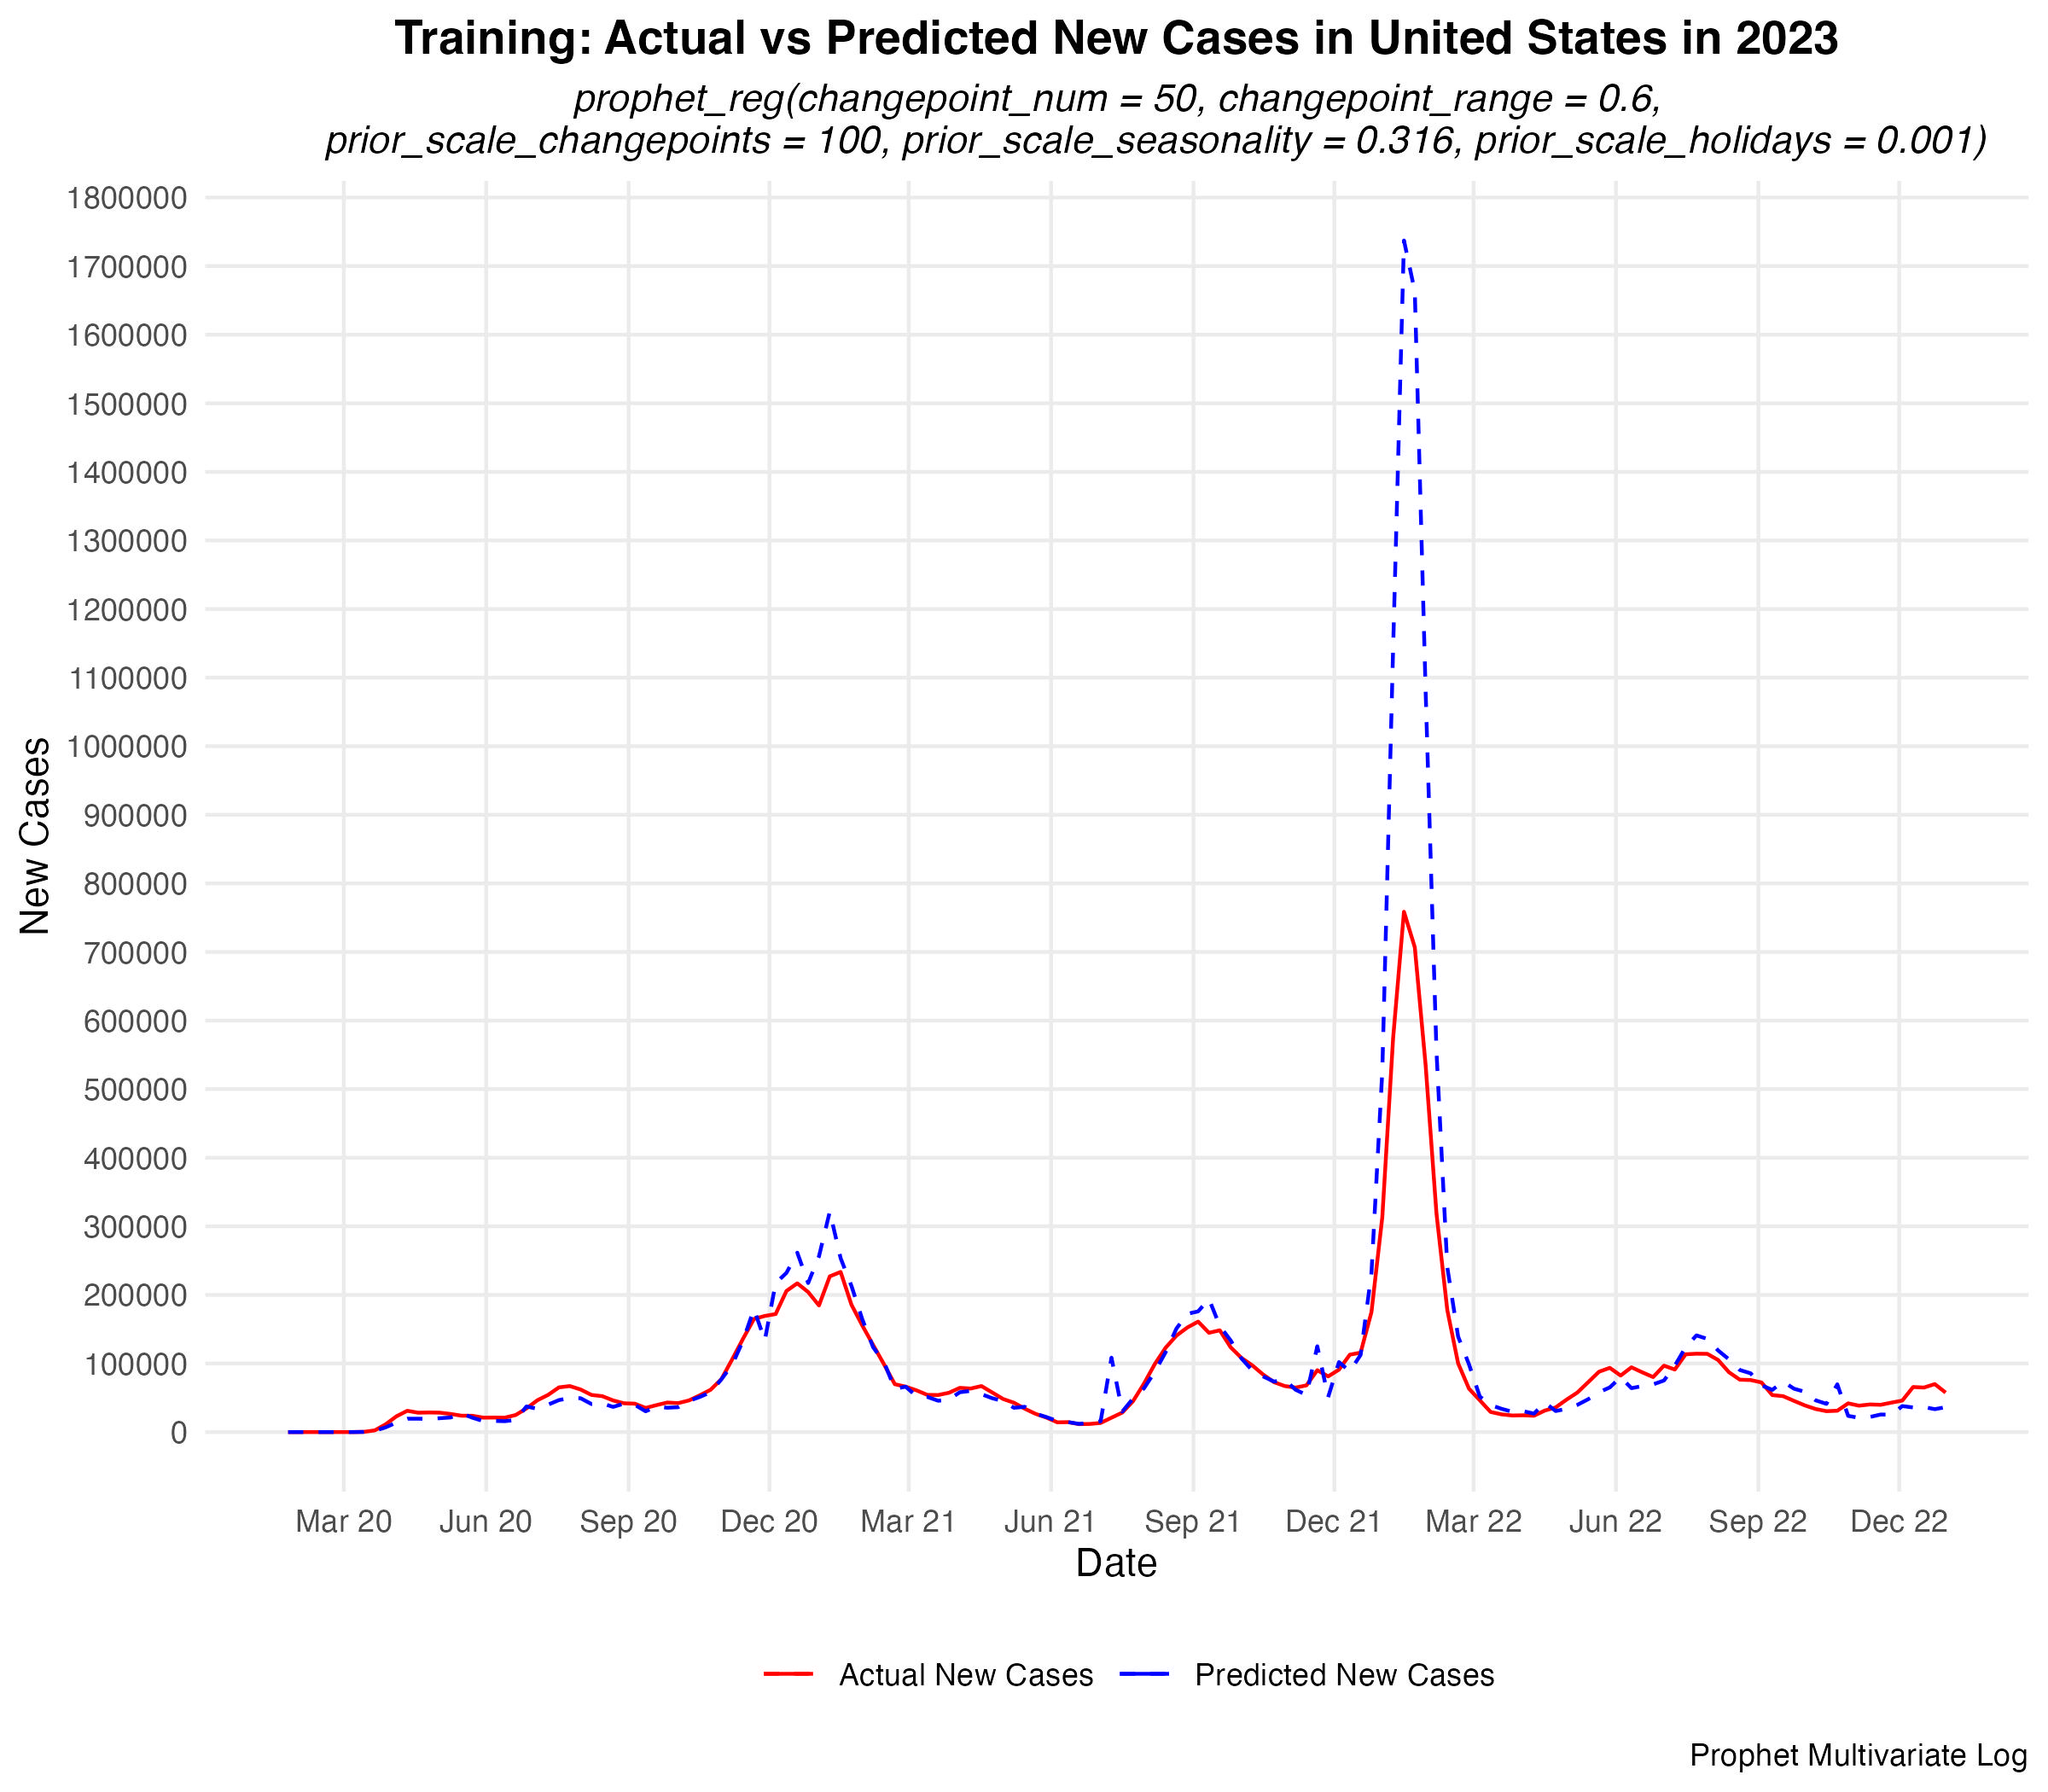 Training: Actual vs Predicted New Cases in United States in 2023
prophet_reg(changepoint_num = 50, changepoint_range = 0.6,
prior_scale_changepoints = 100, prior_scale_seasonality = 0.316, prior_scale_holidays = 0.001)
New Cases
1800000
1700000
1600000
1500000
1400000
1300000
1200000
1100000
1000000
900000
800000
700000
600000
500000
400000
300000
200000
100000
0
Mar 20 Jun 20 Sep 20 Dec 20 Mar 21 Jun 21 Sep 21 Dec 21 Mar 22 Jun 22 Sep 22 Dec 22
Date
Actual New Cases Predicted New Cases
Prophet Multivariate Log